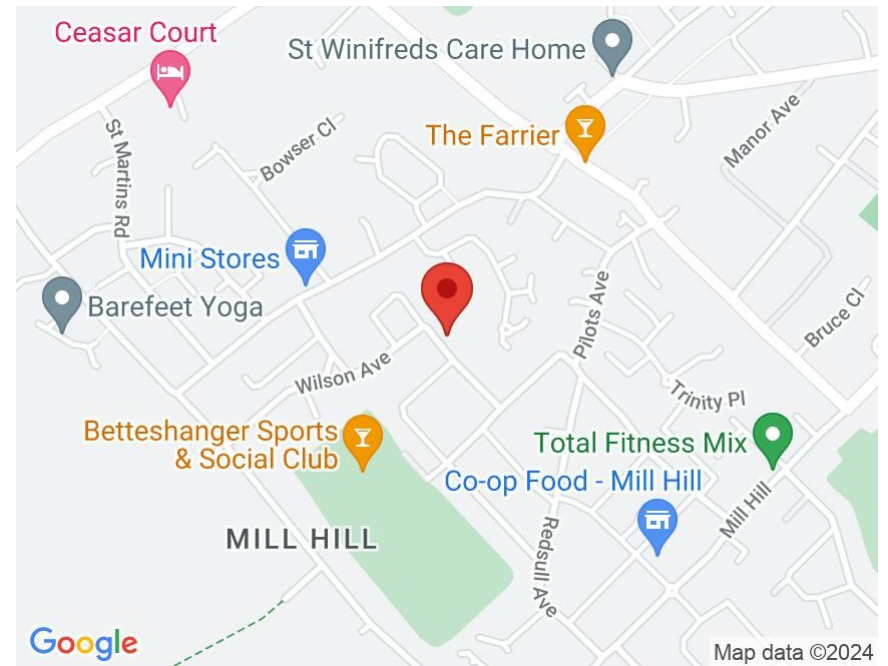 Ceasar Court
St Winifreds Care Home
The Farrier
Manor Ave
Bowser Cl
St Martins Rd
Mini Stores
Barefeet Yoga
Pilots Ave
Bruce Cl
Wilson Ave
Trinity Pl
Betteshanger Sports
& Social Club
Total Fitness Mix
Co-op Food - Mill Hill
Mill Hill
MILL HILL
Redsull Ave
Google
Map data ©2024